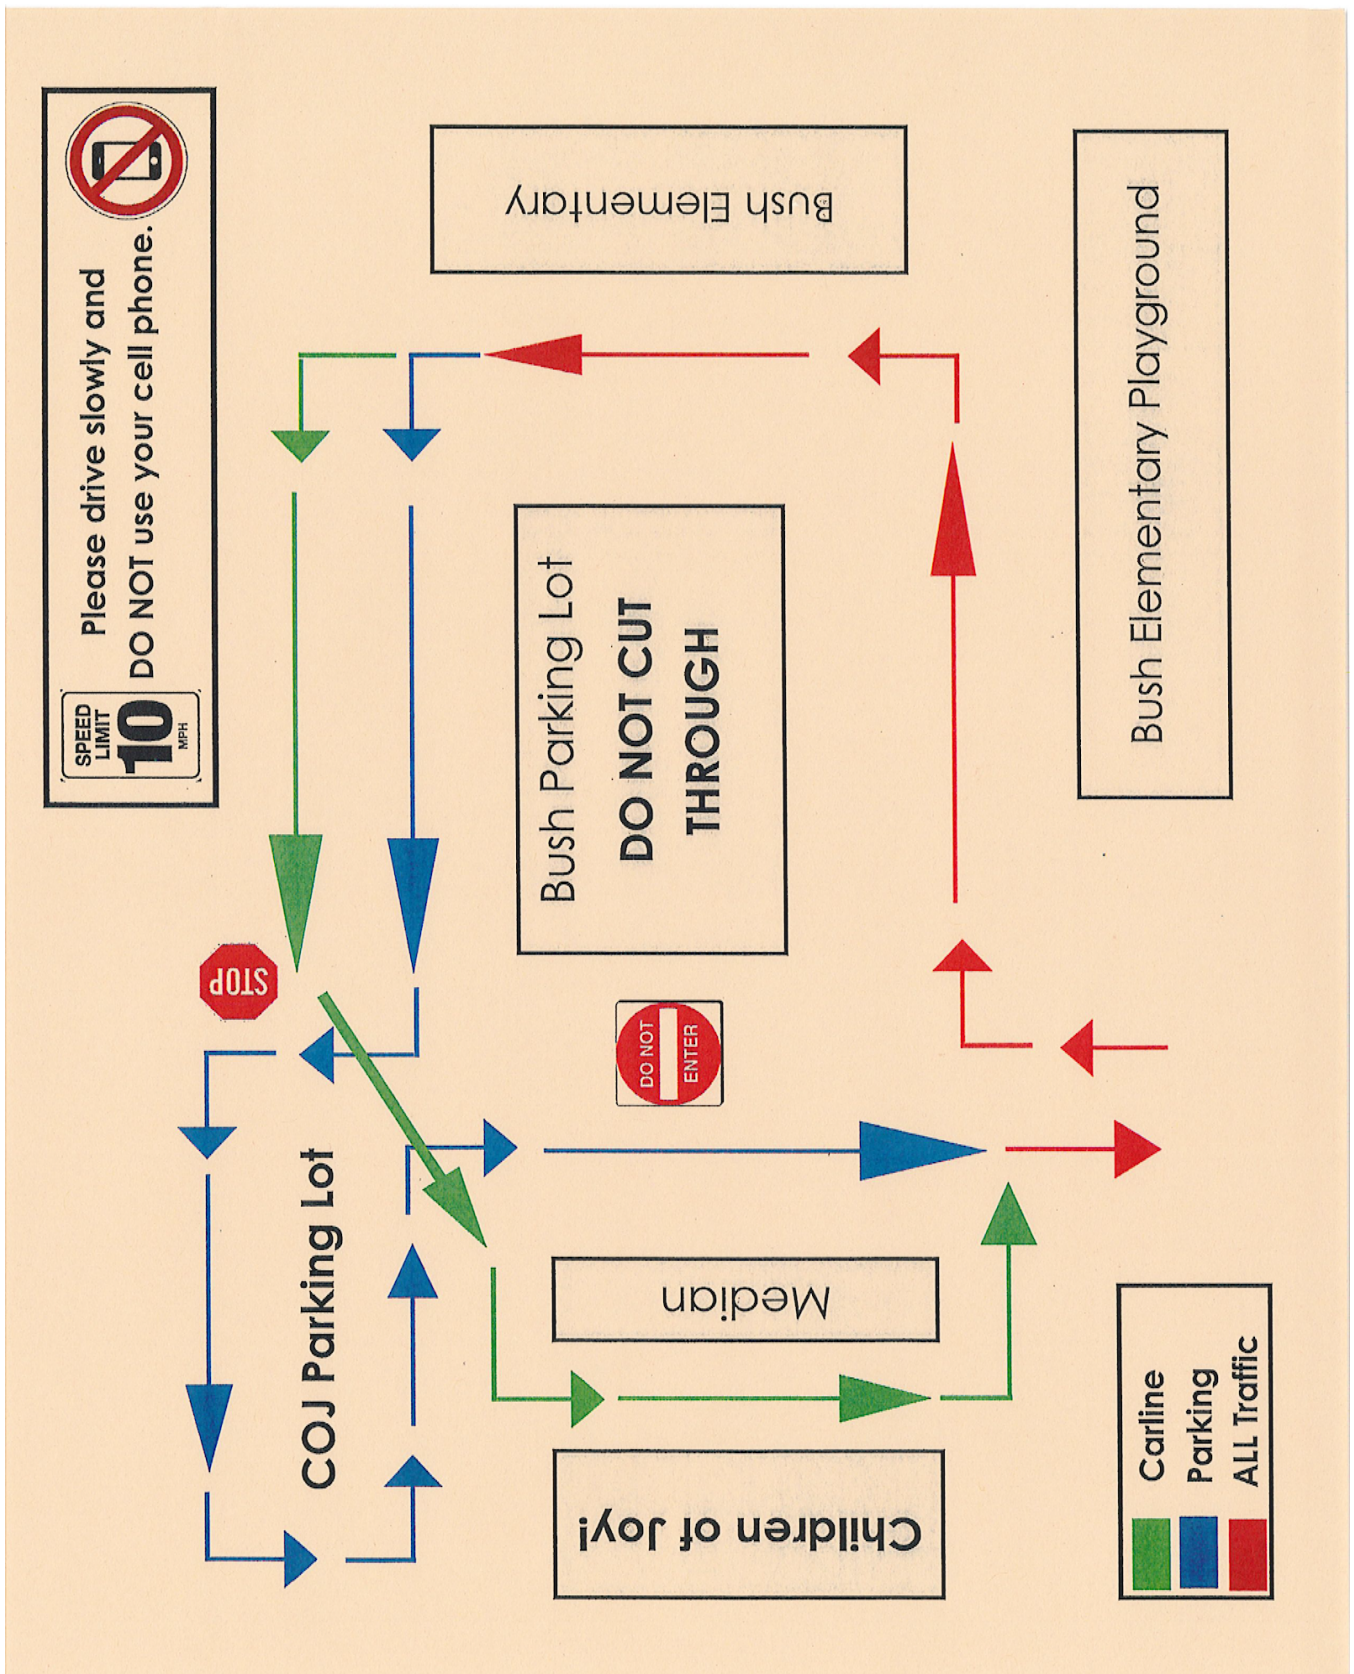 SPEED
LIMIT
10
MPH
Please drive slowly and
DO NOT use your cell phone.
Bush Elementary
STOP
COJ Parking Lot
Bush Parking Lot
DO NOT CUT
THROUGH
DO NOT
ENTER
Median
Children of Joy!
Bush Elementary Playground
Carline
Parking
ALL Traffic